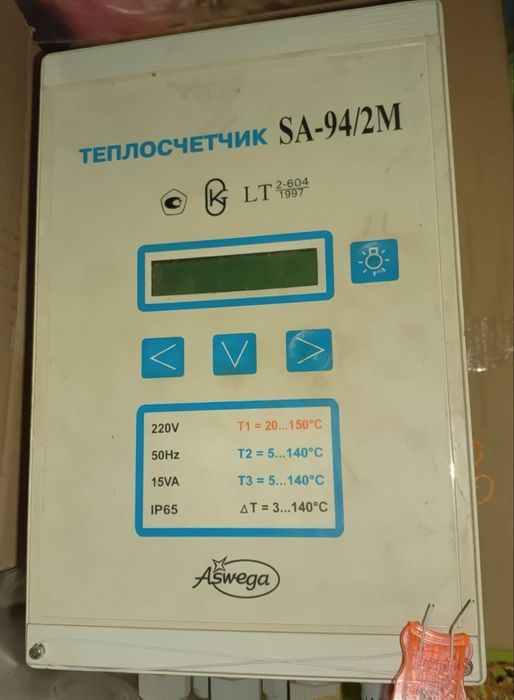 ТЕПЛОСЧЕТЧИК SA-94/2M
LT 2-604
1997
220V T1 = 20...150°C
50Hz T2 = 5...140°C
15VA T3 = 5...140°C
IP65 △T = 3...140°C
Aswega